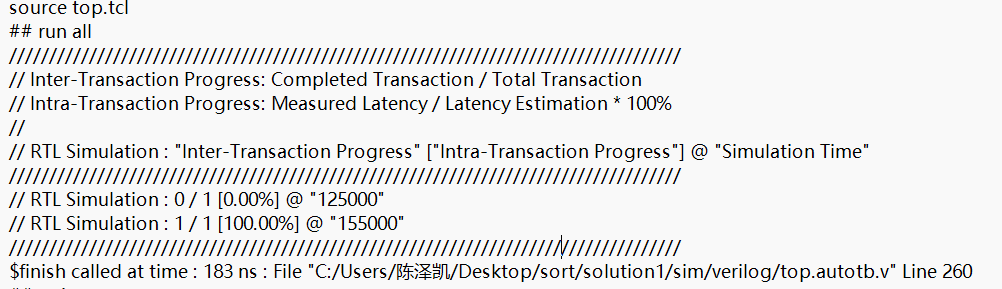 source top.tcl
## run all
////////////////////////////////////////////////////////////////////////////////////
// Inter-Transaction Progress: Completed Transaction / Total Transaction
// Intra-Transaction Progress: Measured Latency / Latency Estimation * 100%
//
// RTL Simulation : "Inter-Transaction Progress" ["Intra-Transaction Progress"] @ "Simulation Time"
////////////////////////////////////////////////////////////////////////////////////
// RTL Simulation : 0 / 1 [0.00%] @ "125000"
// RTL Simulation : 1 / 1 [100.00%] @ "155000"
////////////////////////////////////////////////////////////////////////////////////
$finish called at time : 183 ns : File "C:/Users/陈泽凯/Desktop/sort/solution1/sim/verilog/top.autotb.v" Line 260